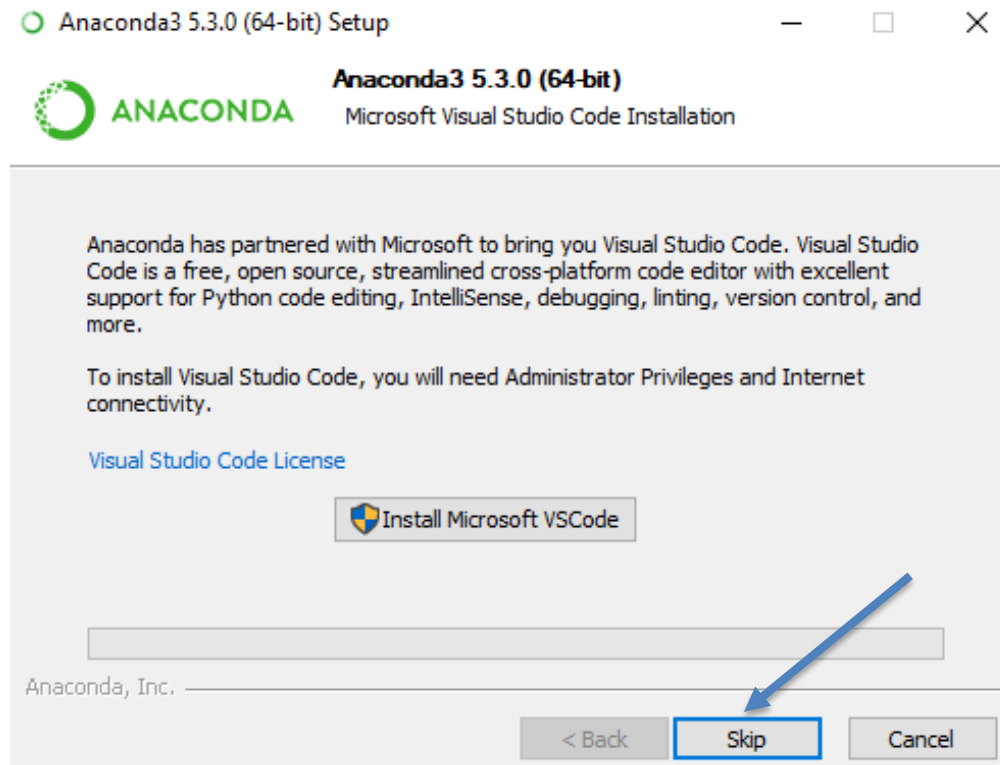 Anaconda3 5.3.0 (64-bit) Setup
ANACONDA
Anaconda3 5.3.0 (64-bit)
Microsoft Visual Studio Code Installation
Anaconda has partnered with Microsoft to bring you Visual Studio Code. Visual Studio
Code is a free, open source, streamlined cross-platform code editor with excellent
support for Python code editing, IntelliSense, debugging, linting, version control, and
more.
To install Visual Studio Code, you will need Administrator Privileges and Internet
connectivity.
Visual Studio Code License
Install Microsoft VSCode
Anaconda, Inc.
< Back
Skip
Cancel